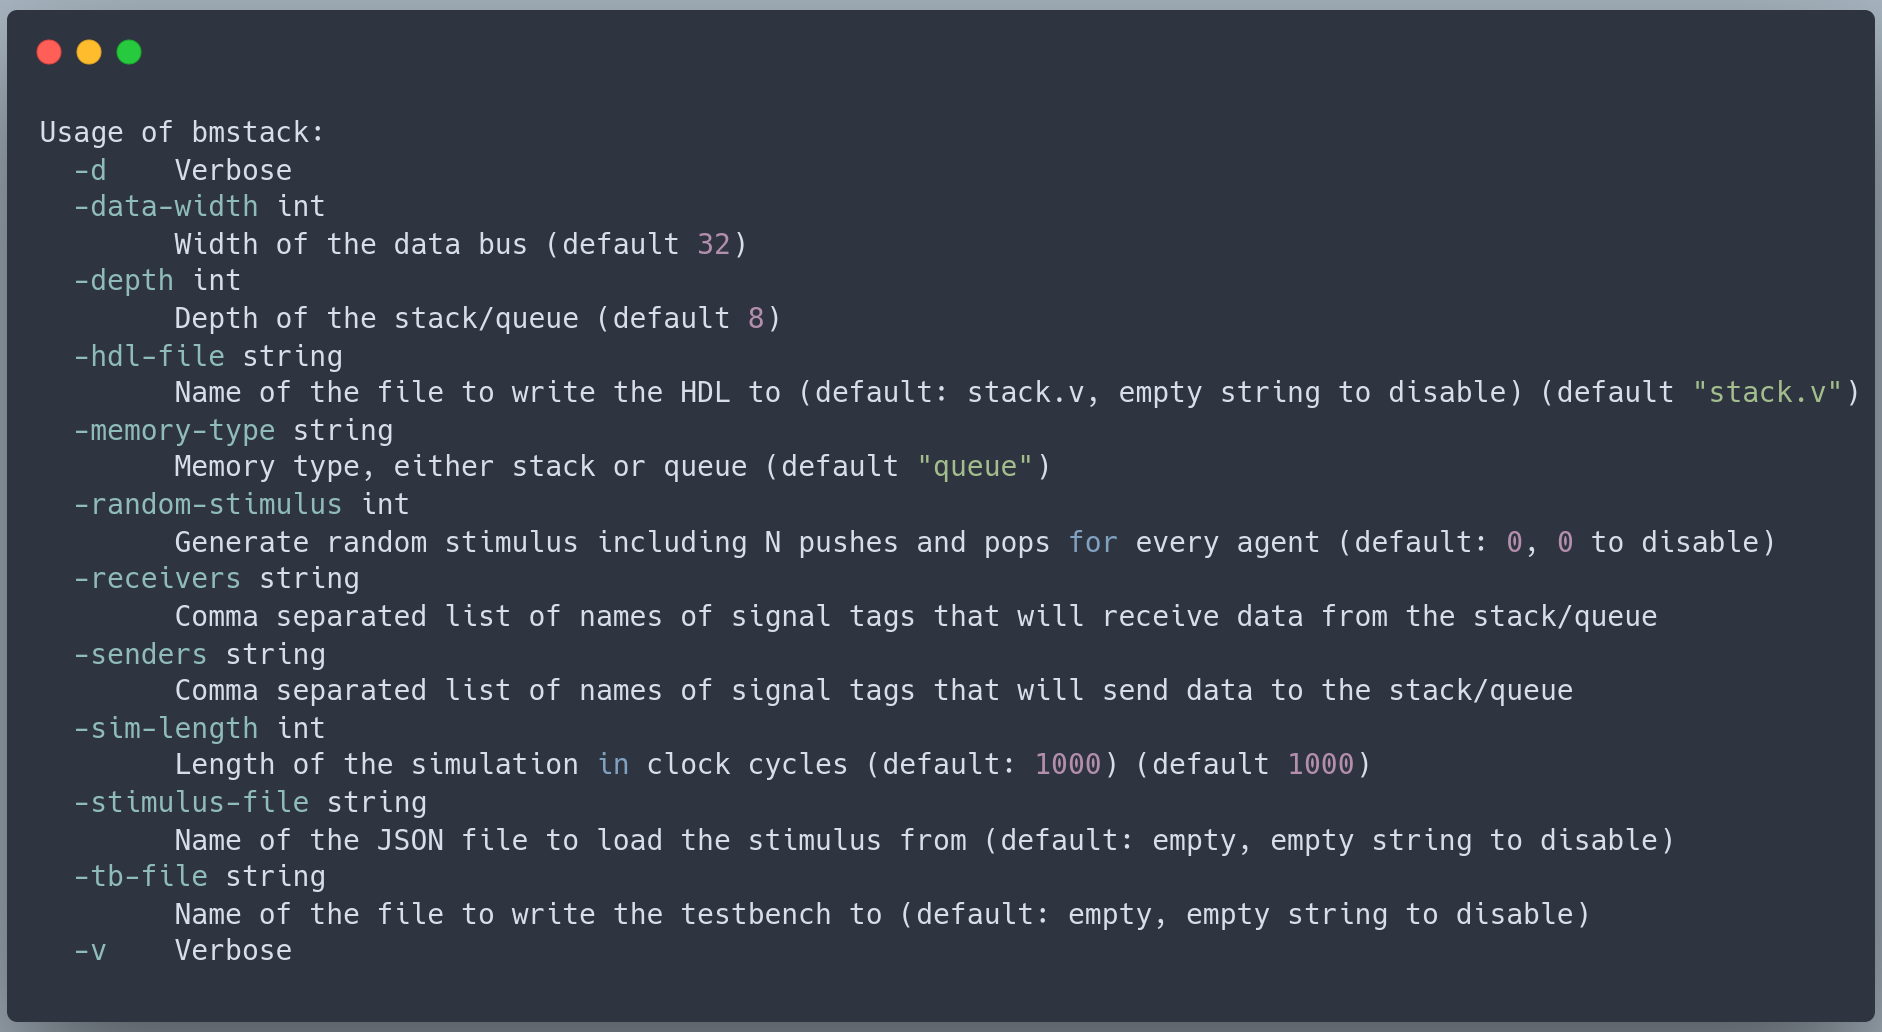 Usage of bmstack:
  -d    Verbose
  -data-width int
        Width of the data bus (default 32)
  -depth int
        Depth of the stack/queue (default 8)
  -hdl-file string
        Name of the file to write the HDL to (default: stack.v, empty string to disable) (default "stack.v")
  -memory-type string
        Memory type, either stack or queue (default "queue")
  -random-stimulus int
        Generate random stimulus including N pushes and pops for every agent (default: 0, 0 to disable)
  -receivers string
        Comma separated list of names of signal tags that will receive data from the stack/queue
  -senders string
        Comma separated list of names of signal tags that will send data to the stack/queue
  -sim-length int
        Length of the simulation in clock cycles (default: 1000) (default 1000)
  -stimulus-file string
        Name of the JSON file to load the stimulus from (default: empty, empty string to disable)
  -tb-file string
        Name of the file to write the testbench to (default: empty, empty string to disable)
  -v    Verbose